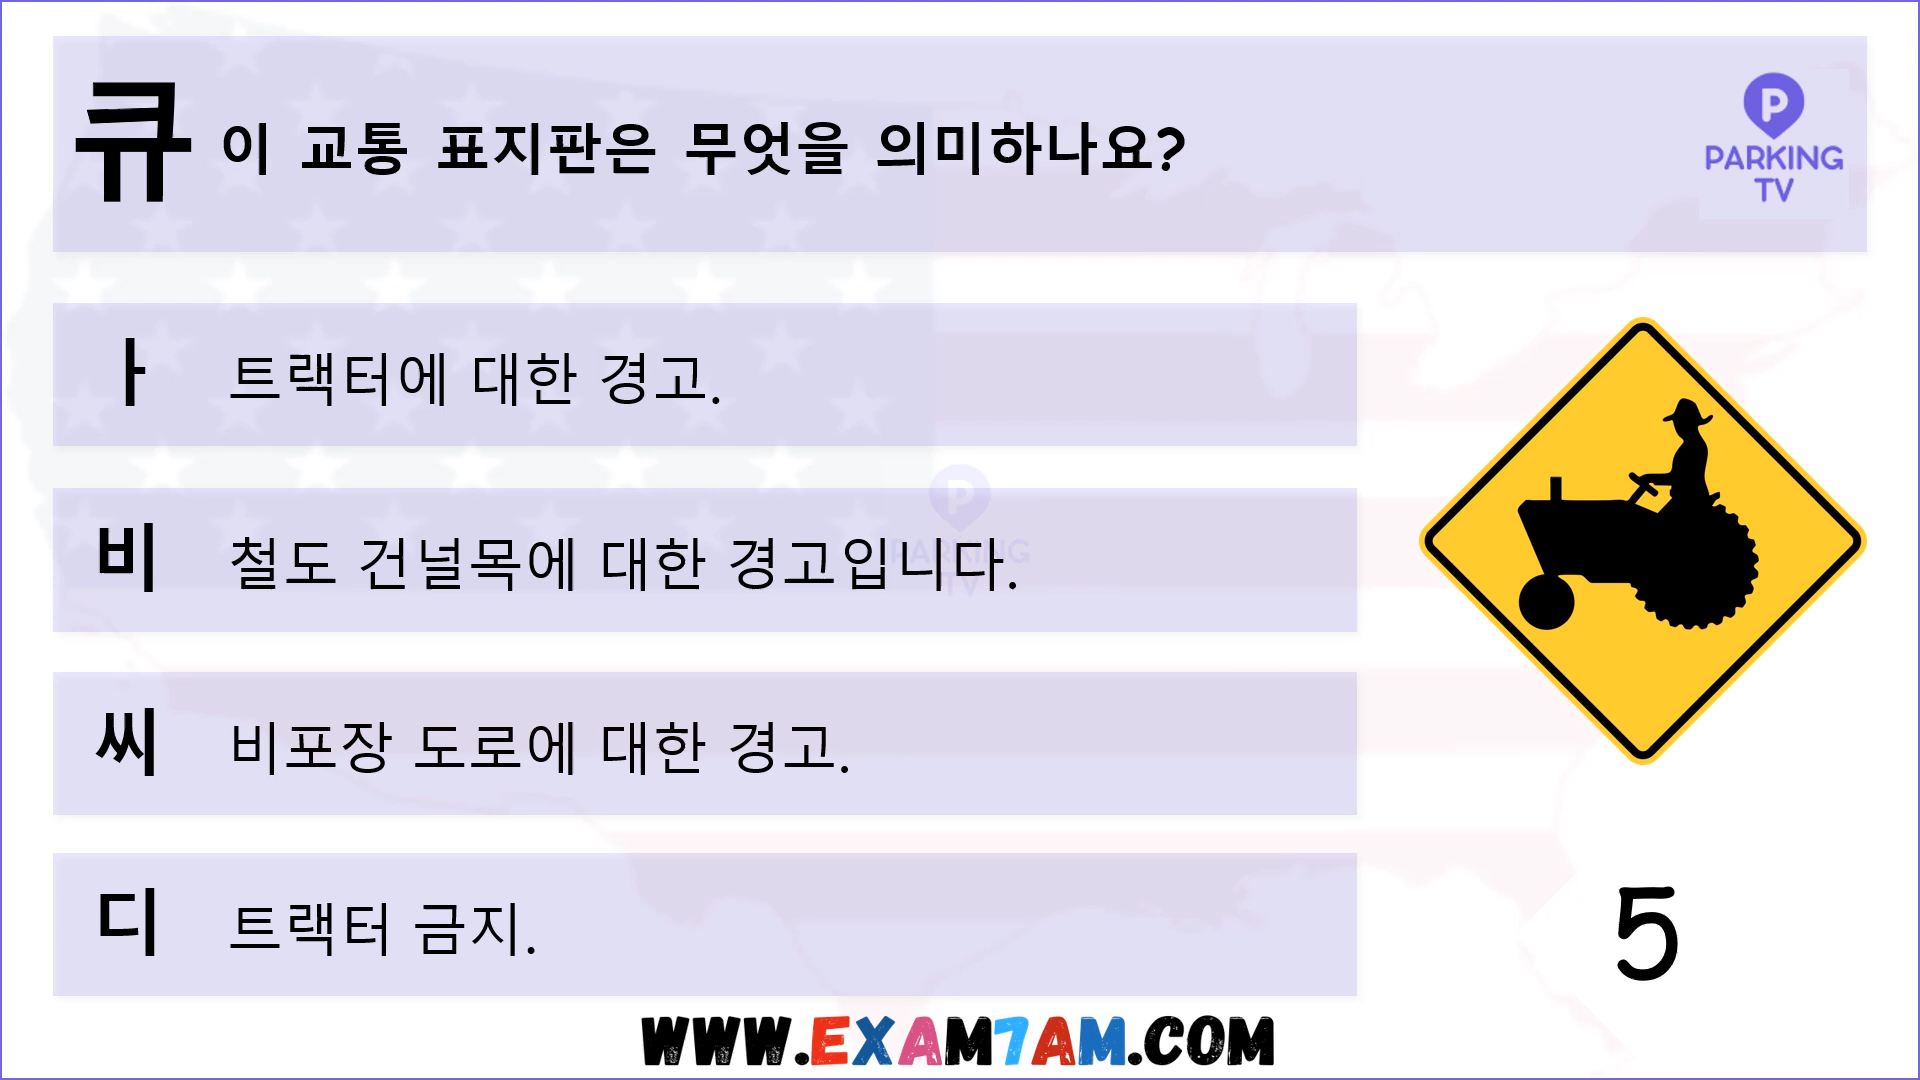 큐 이 교통 표지판은 무엇을 의미하나요?
P
PARKING
TV
ㅏ 트랙터에 대한 경고.
비 철도 건널목에 대한 경고입니다.
P
PARKING
TV
씨 비포장 도로에 대한 경고.
디 트랙터 금지.
5
WWW.EXAM7AM.COM